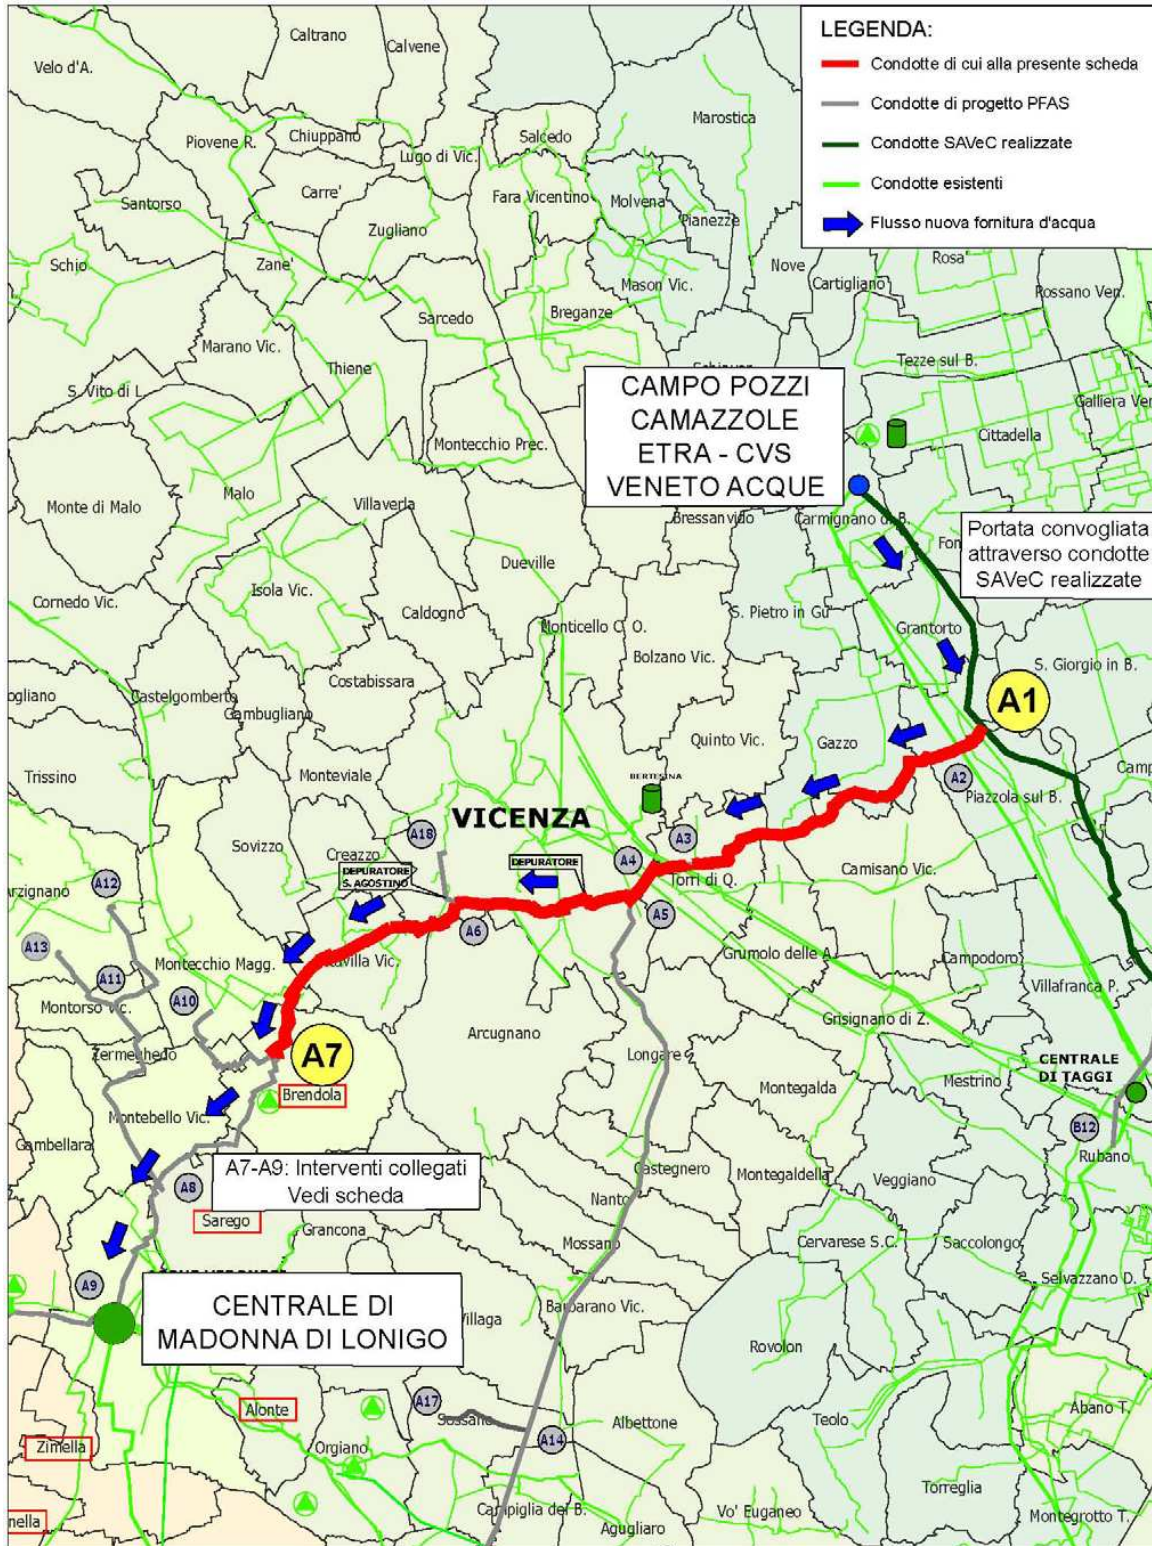 LEGENDA:
Condotte di cui alla presente scheda
Condotte di progetto PFAS
Condotte SAVeC realizzate
Condotte esistenti
Flusso nuova fornitura d'acqua
Caltrano
Calvene
Velo d'A.
Marostica
Piovene R.
Chiuppano
Salcedo
Lugo di Vic.
Carre'
Fara Vicentino
Molvena
Santorso
Pianezze
Zugliano
Schio
Zane'
Nove
Rosa'
Cartigliano
Mason Vic.
Rossano Ven.
Sarcedo
Breganze
Marano Vic.
Thiene
Tezze sul B.
S. Vito di L.
CAMPO POZZI
CAMAZZOLE
ETRA - CVS
VENETO ACQUE
Galliera Ven
Cittadella
Montecchio Prec.
Malo
Monte di Malo
Villaverla
Bressanvido
Carmignano di B.
Portata convogliata
attraverso condotte
SAVeC realizzate
Dueville
Isola Vic.
Cornedo Vic.
Caldogno
S. Pietro in Gu
Monticello C. O.
Grantorto
Bolzano Vic.
S. Giorgio in B.
Costabissara
Castelgomberto
Gambugliano
A1
Quinto Vic.
Gazzo
Trissino
Monteviale
BERTESINA
A2
Piazzola sul B.
VICENZA
A18
A3
Sovizzo
Creazzo
A4
DEPURATORE
DEPURATORE
S. AGOSTINO
Camisano Vic.
Torri di Q.
A12
A5
A6
A13
Grumolo delle A.
Montecchio Magg.
Campodoro
A11
A10
Villafranca P.
Montorso Vic.
Grisignano di Z.
Arcugnano
Zermeghedo
A7
Longare
CENTRALE
DI TAGGI
Mestrino
Montegalda
Brendola
Montebello Vic.
B12
Gambellara
Rubano
A7-A9: Interventi collegati
Vedi scheda
Castegnero
Montegaldella
Veggiano
A8
Nanto
Sarego
Grancona
Mossano
Cervarese S.C.
Saccolongo
A9
Selvazzano D.
CENTRALE DI
MADONNA DI LONIGO
Barbarano Vic.
Rovolon
A17
Alonte
Sossano
Albettone
Teolo
Abano T.
A14
Zimella
Orgiano
Torreglia
Campiglia dei B.
Vo' Euganeo
Agugliaro
Montegrotto T.